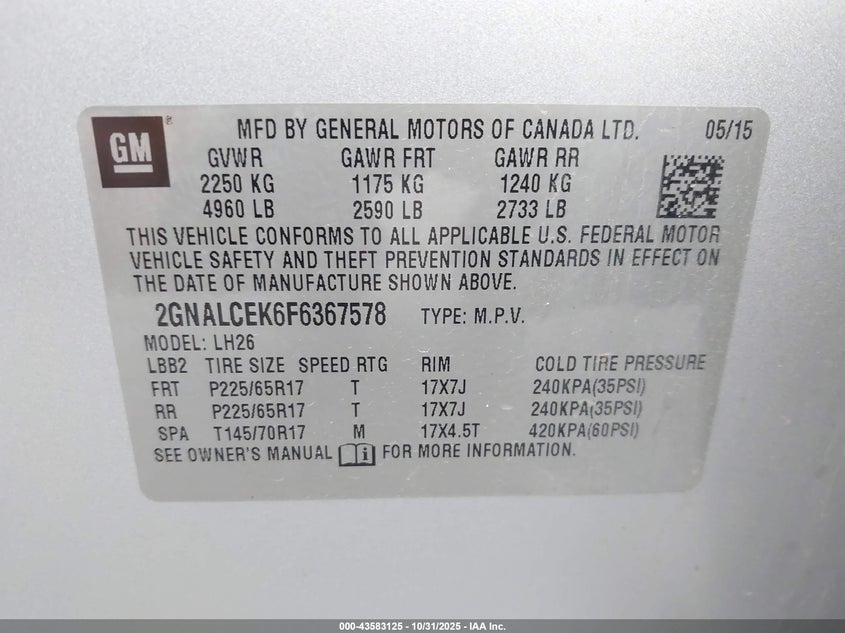 GM ®
MFD BY GENERAL MOTORS OF CANADA LTD. 05/15
GVWR GAWR FRT GAWR RR
2250 KG 1175 KG 1240 KG
4960 LB 2590 LB 2733 LB
THIS VEHICLE CONFORMS TO ALL APPLICABLE U.S. FEDERAL MOTOR
VEHICLE SAFETY AND THEFT PREVENTION STANDARDS IN EFFECT ON
THE DATE OF MANUFACTURE SHOWN ABOVE.
2GNALCEK6F6367578 TYPE: M.P.V.
MODEL: LH26
LBB2 TIRE SIZE SPEED RTG RIM COLD TIRE PRESSURE
FRT P225/65R17 T 17X7J 240KPA(35PSI)
RR P225/65R17 T 17X7J 240KPA(35PSI)
SPA T145/70R17 M 17X4.5T 420KPA(60PSI)
SEE OWNER'S MANUAL i FOR MORE INFORMATION.
000-43583125 - 10/31/2025 - IAA Inc.